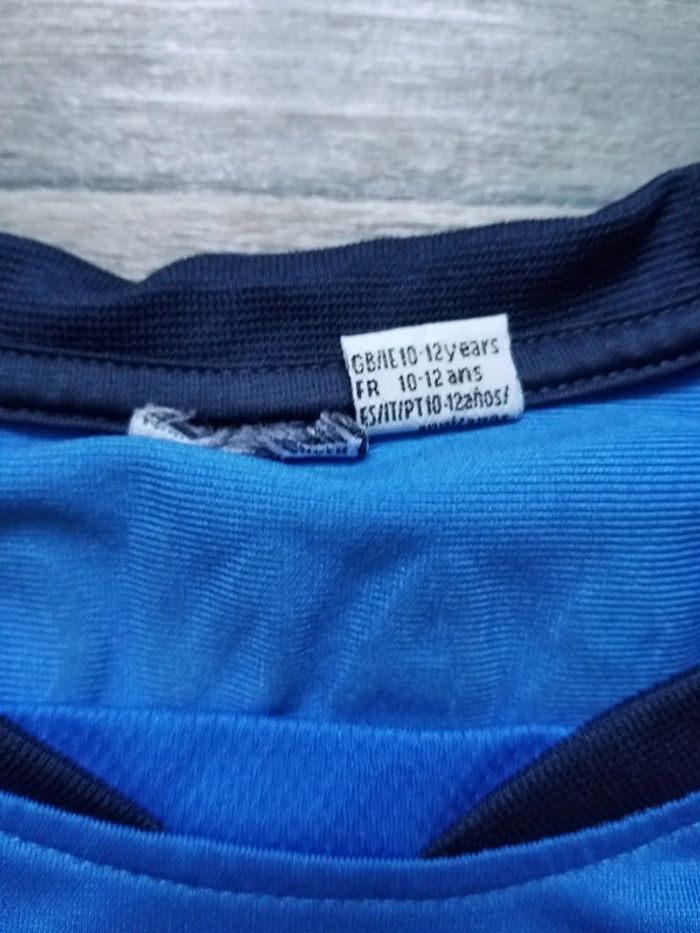 GB/IE10-12years
FR 10-12 ans
ES/IT/PT10-12años/